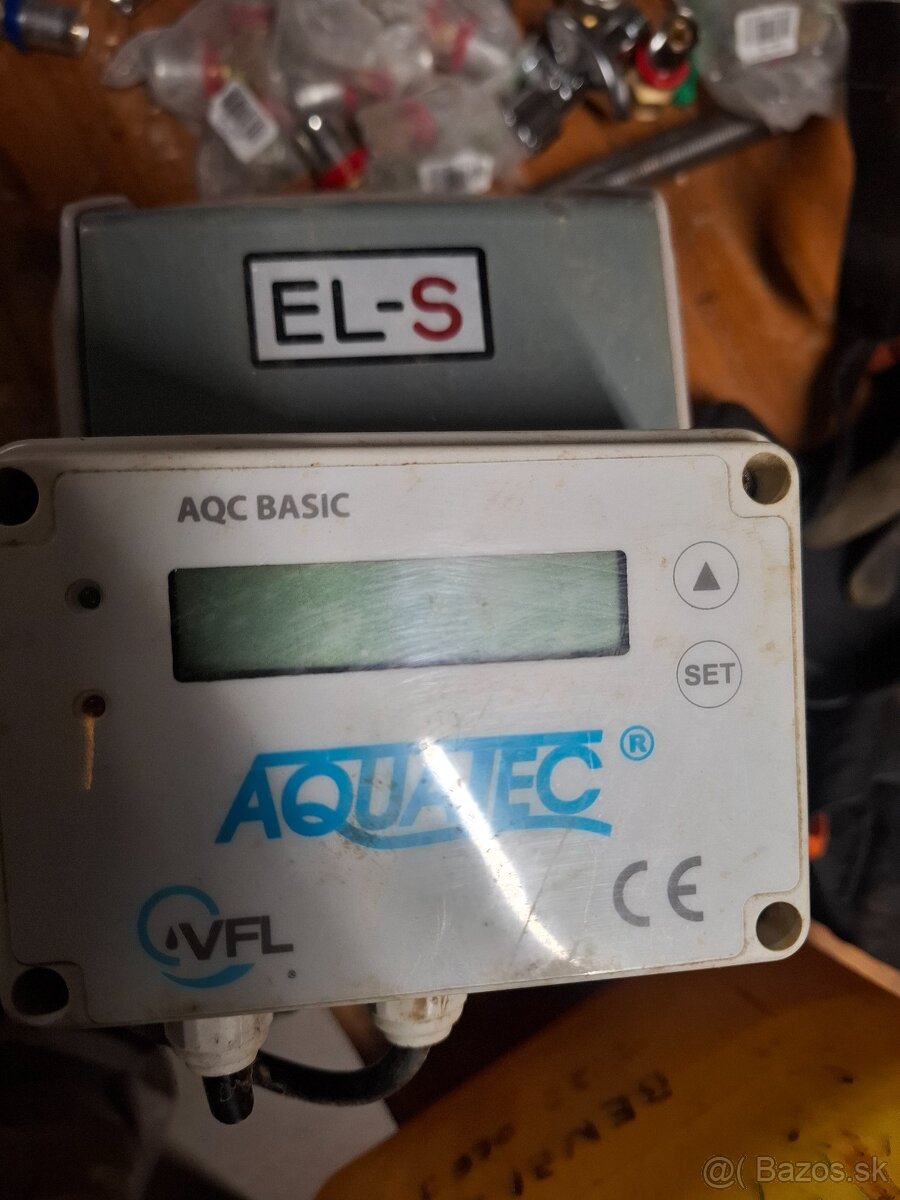 EL-S
AQC BASIC
▲
SET
AQUATEC®
CE
VFL®
@( Bazos.sk